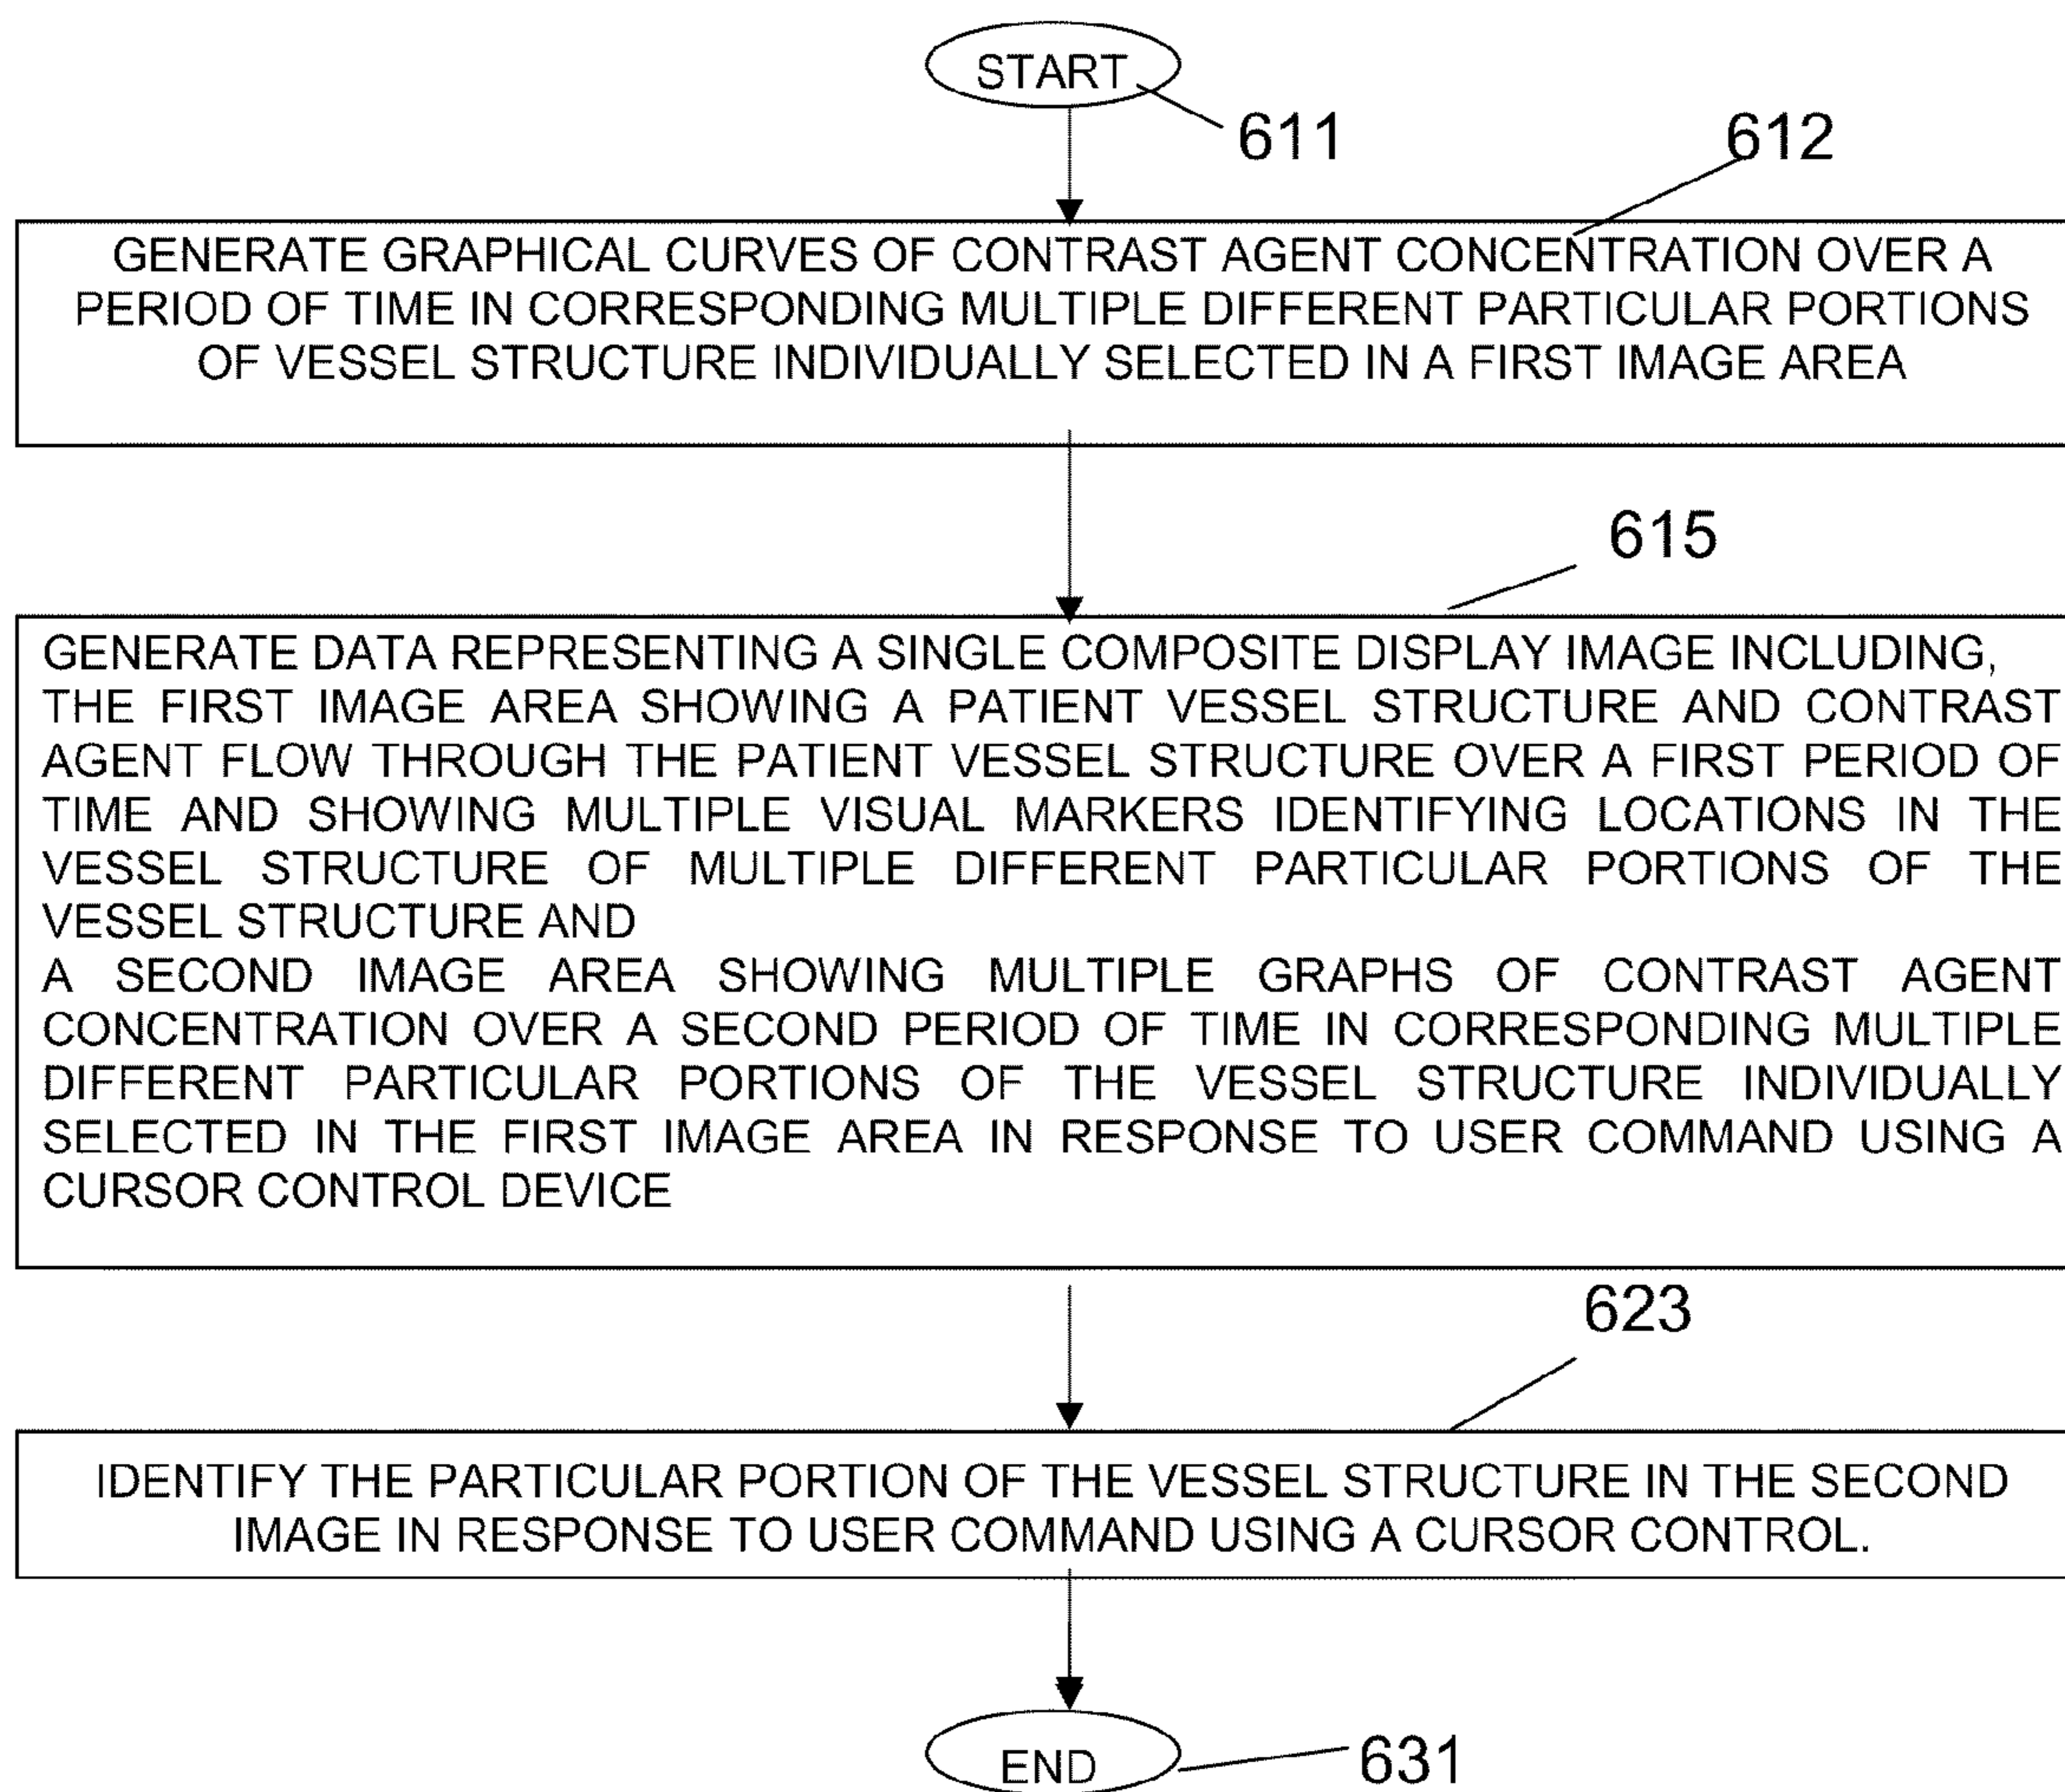 START
611
612
GENERATE GRAPHICAL CURVES OF CONTRAST AGENT CONCENTRATION OVER A
PERIOD OF TIME IN CORRESPONDING MULTIPLE DIFFERENT PARTICULAR PORTIONS
OF VESSEL STRUCTURE INDIVIDUALLY SELECTED IN A FIRST IMAGE AREA
615
GENERATE DATA REPRESENTING A SINGLE COMPOSITE DISPLAY IMAGE INCLUDING,
THE FIRST IMAGE AREA SHOWING A PATIENT VESSEL STRUCTURE AND CONTRAST
AGENT FLOW THROUGH THE PATIENT VESSEL STRUCTURE OVER A FIRST PERIOD OF
TIME AND SHOWING MULTIPLE VISUAL MARKERS IDENTIFYING LOCATIONS IN THE
VESSEL STRUCTURE OF MULTIPLE DIFFERENT PARTICULAR PORTIONS OF THE
VESSEL STRUCTURE AND
A SECOND IMAGE AREA SHOWING MULTIPLE GRAPHS OF CONTRAST AGENT
CONCENTRATION OVER A SECOND PERIOD OF TIME IN CORRESPONDING MULTIPLE
DIFFERENT PARTICULAR PORTIONS OF THE VESSEL STRUCTURE INDIVIDUALLY
SELECTED IN THE FIRST IMAGE AREA IN RESPONSE TO USER COMMAND USING A
CURSOR CONTROL DEVICE
623
IDENTIFY THE PARTICULAR PORTION OF THE VESSEL STRUCTURE IN THE SECOND
IMAGE IN RESPONSE TO USER COMMAND USING A CURSOR CONTROL.
END
631